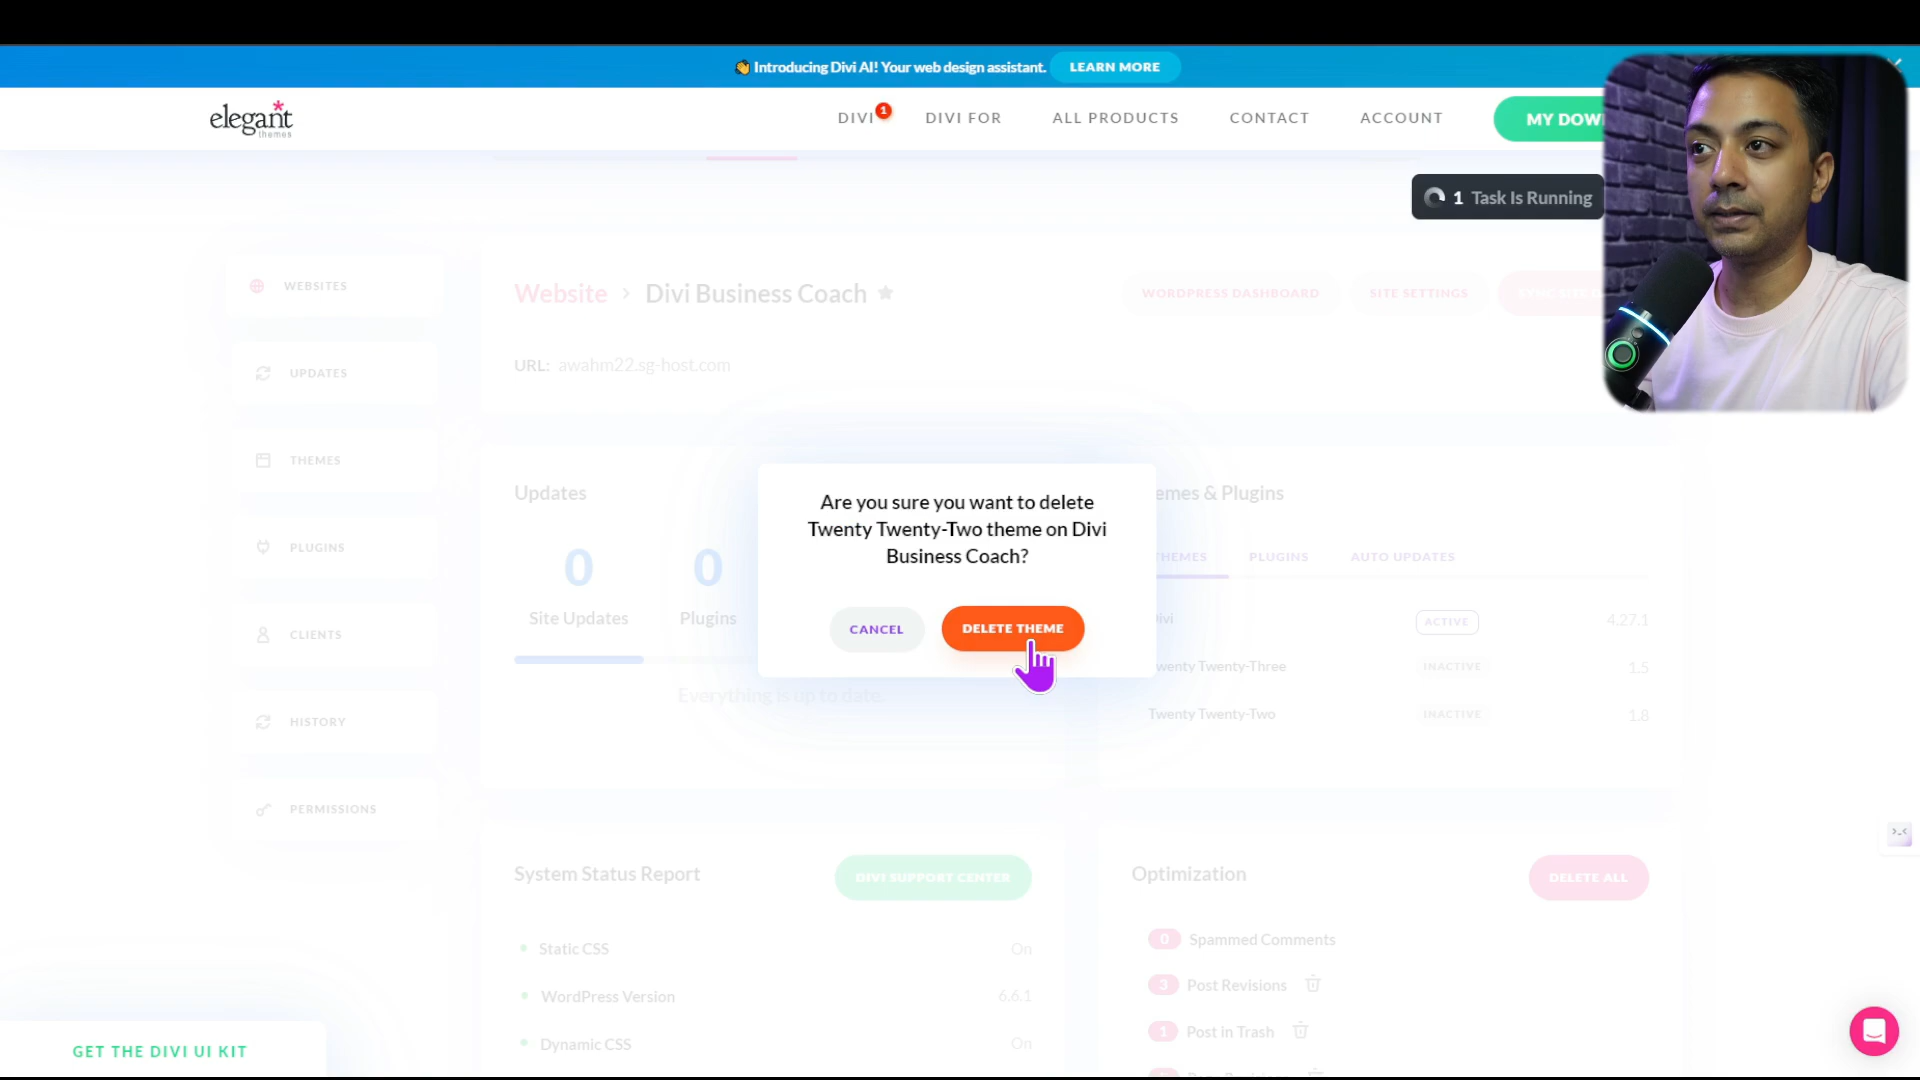 👋 Introducing Divi AI! Your web design assistant. LEARN MORE
elegant themes
DIVI 1 DIVI FOR ALL PRODUCTS CONTACT ACCOUNT MY DOW
1 Task Is Running
WEBSITES
Website > Divi Business Coach
WORDPRESS DASHBOARD SITE SETTINGS SYNC SITE
URL: awahm22.sg-host.com
UPDATES
THEMES
PLUGINS
CLIENTS
HISTORY
PERMISSIONS
Updates
0 0
Site Updates Plugins
Everything is up to date.
Are you sure you want to delete
Twenty Twenty-Two theme on Divi
Business Coach?
CANCEL DELETE THEME
emes & Plugins
THEMES PLUGINS AUTO UPDATES
Divi ACTIVE 4.27.1
wenty Twenty-Three INACTIVE 1.5
Twenty Twenty-Two INACTIVE 1.8
System Status Report DIVI SUPPORT CENTER
Static CSS On
WordPress Version 6.6.1
Dynamic CSS On
Optimization DELETE ALL
0 Spammed Comments
3 Post Revisions
1 Post in Trash
GET THE DIVI UI KIT